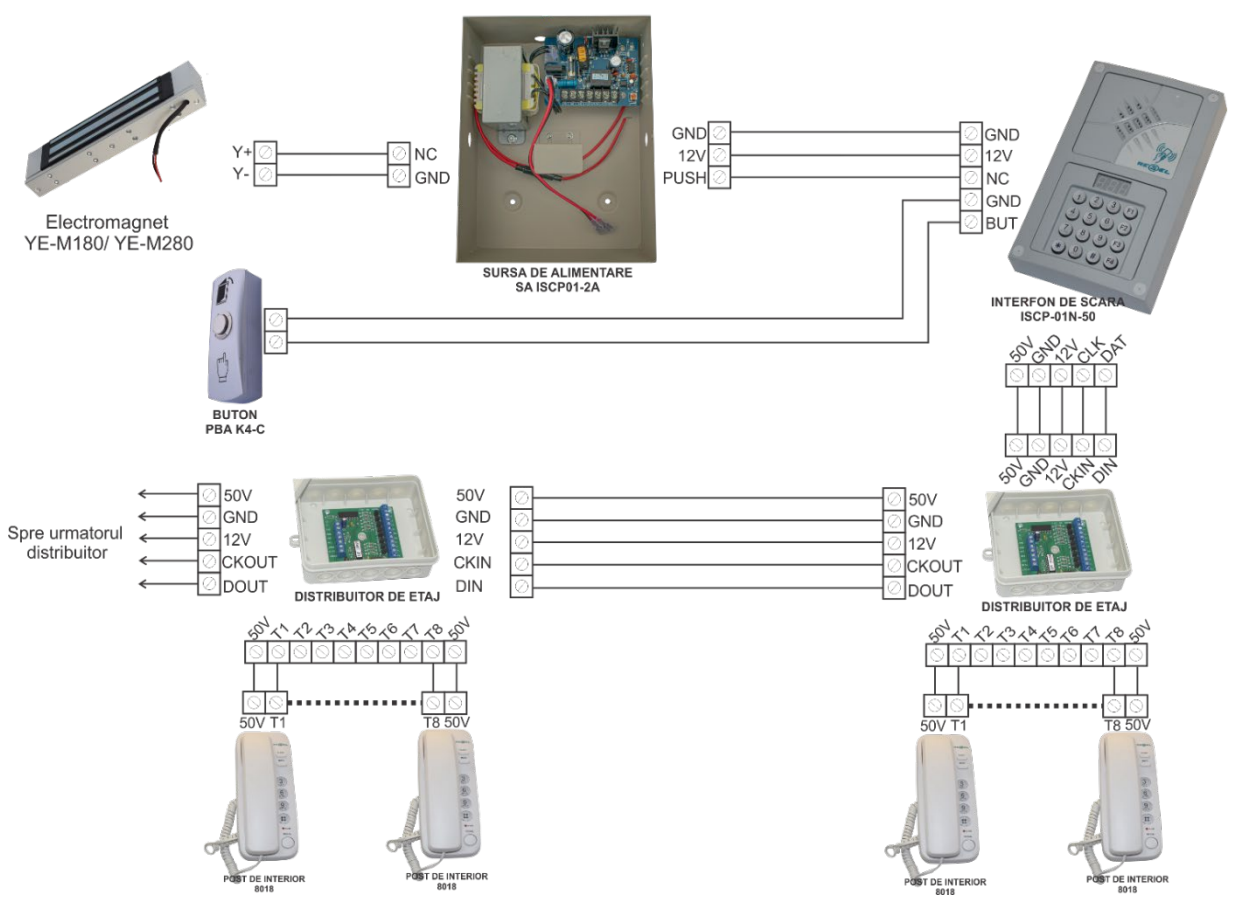 Electromagnet
YE-M180/ YE-M280
Y+
Y-
NC
GND
SURSA DE ALIMENTARE
SA ISCP01-2A
GND
12V
PUSH
GND
12V
NC
GND
BUT
INTERFON DE SCARA
ISCP-01N-50
BUTON
PBA K4-C
50V GND 12V CLK DAT
50V GND 12V CKIN DIN
Spre urmatorul
distribuitor
50V
GND
12V
CKOUT
DOUT
DISTRIBUITOR DE ETAJ
50V
GND
12V
CKIN
DIN
50V
GND
12V
CKOUT
DOUT
DISTRIBUITOR DE ETAJ
50V T1 T2 T3 T4 T5 T6 T7 T8 50V
50V T1 T8 50V
POST DE INTERIOR
8018
POST DE INTERIOR
8018
50V T1 T2 T3 T4 T5 T6 T7 T8 50V
50V T1 T8 50V
POST DE INTERIOR
8018
POST DE INTERIOR
8018